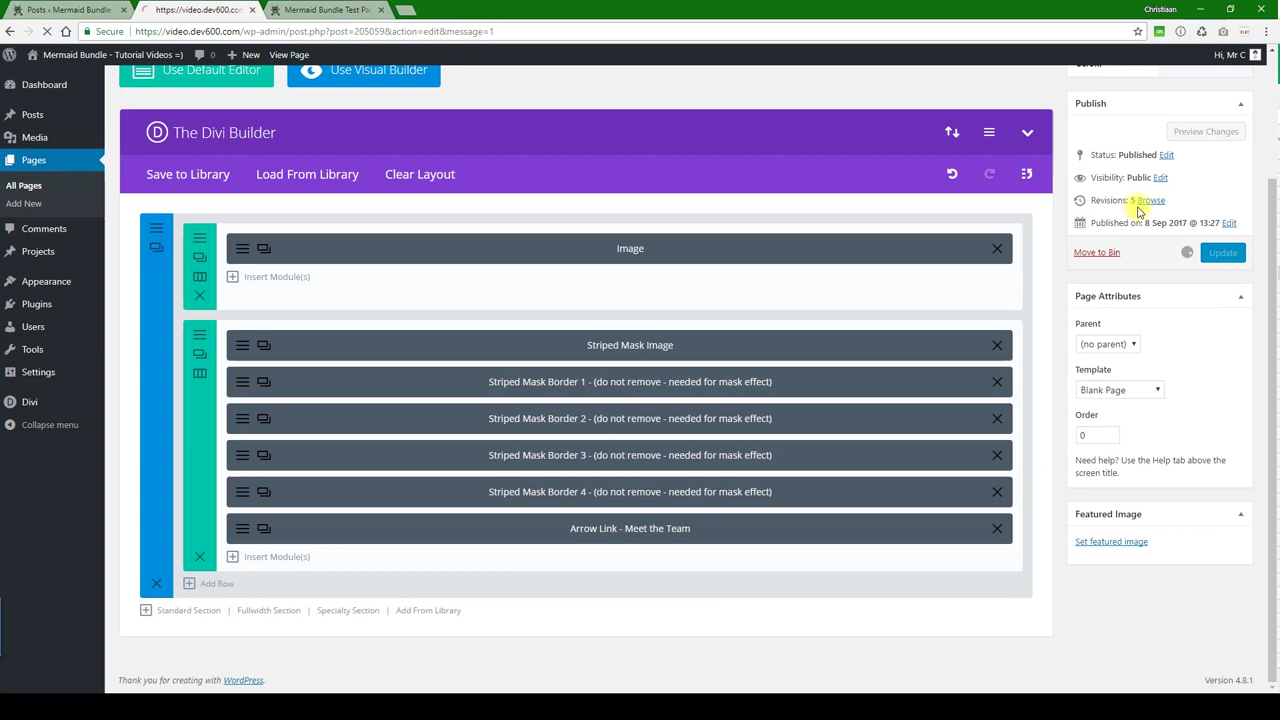 Posts ‹ Mermaid Bundle
https://video.dev600.com
Mermaid Bundle Test Pa
Christiaan
Secure
https://video.dev600.com/wp-admin/post.php?post=205059&action=edit&message=1
Mermaid Bundle - Tutorial Videos =)
0
New
View Page
Hi, Mr C
Dashboard
Posts
Media
Pages
All Pages
Add New
Comments
Projects
Appearance
Plugins
Users
Tools
Settings
Divi
Collapse menu
Use Default Editor
Use Visual Builder
D The Divi Builder
Save to Library
Load From Library
Clear Layout
Image
Insert Module(s)
Striped Mask Image
Striped Mask Border 1 - (do not remove - needed for mask effect)
Striped Mask Border 2 - (do not remove - needed for mask effect)
Striped Mask Border 3 - (do not remove - needed for mask effect)
Striped Mask Border 4 - (do not remove - needed for mask effect)
Arrow Link - Meet the Team
Insert Module(s)
Add Row
Standard Section | Fullwidth Section | Specialty Section | Add From Library
Publish
Preview Changes
Status: Published Edit
Visibility: Public Edit
Revisions: 5 Browse
Published on: 8 Sep 2017 @ 13:27 Edit
Move to Bin
Update
Page Attributes
Parent
(no parent)
Template
Blank Page
Order
0
Need help? Use the Help tab above the
screen title.
Featured Image
Set featured image
Thank you for creating with WordPress.
Version 4.8.1